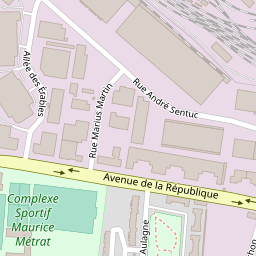 Allée des Érables
Rue Marius Martin
Rue André Sentuc
Avenue de la République
Complexe
Sportif
Maurice
Métrat
Aulagne